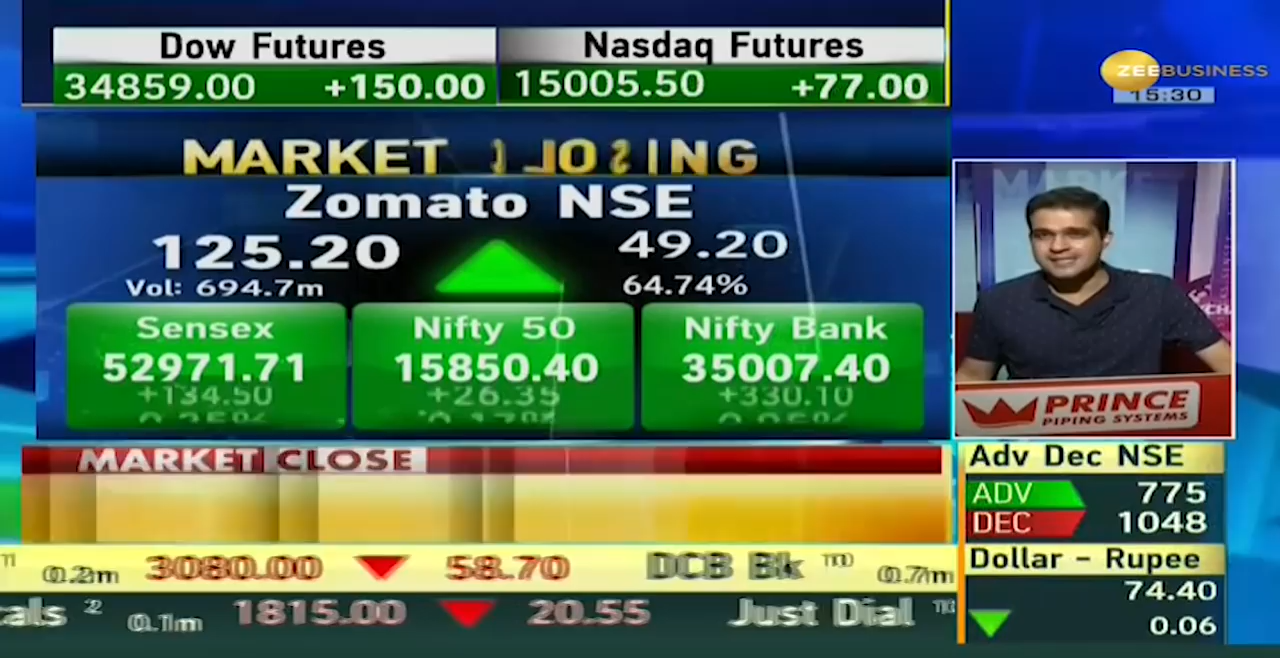 Dow Futures
34859.00 +150.00
Nasdaq Futures
15005.50 +77.00
ZEEBUSINESS
15:30
MARKET
Zomato NSE
125.20 49.20
Vol: 694.7m 64.74%
Sensex
52971.71
+134.50
Nifty 50
15850.40
+26.35
Nifty Bank
35007.40
+330.10
PRINCE
PIPING SYSTEMS
MARKET CLOSE
Adv Dec NSE
ADV 775
DEC 1048
Dollar - Rupee
74.40
0.06
0.2m 3080.00 58.70 DCB Bk 0.7m
0.1m 1815.00 20.55 Just Dial